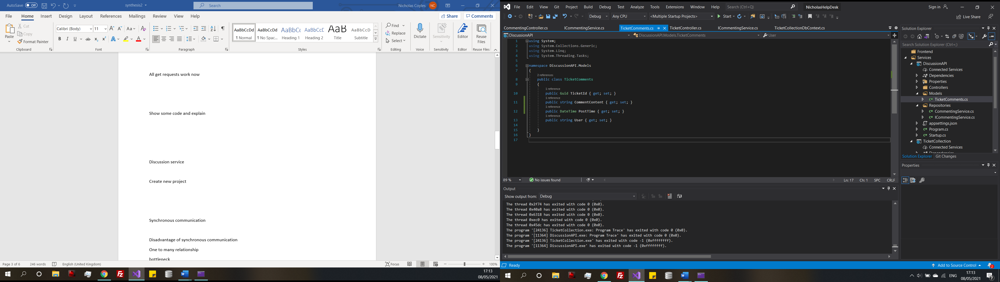 AutoSave Off synthesis2 Search Nicholas Coyles NC
File Home Insert Design Layout References Mailings Review View Help Share Comments
Paste Cut Copy Format Painter Clipboard
Calibri (Body) 11 Aa Font
Paragraph
AaBbCcDd AaBbCcDd AaBbCc AaBbCcD AaB AaBbCcD
¶ Normal ¶ No Spac... Heading 1 Heading 2 Title Subtitle
Styles
Find Replace Select Editing
Dictate Voice
Sensitivity Sensitivity
Editor Editor
Reuse Files Reuse Files
All get requests work now
Show some code and explain
Discussion service
Create new project
Synchronous communication
Disadvantage of synchronous communication
One to many relationship
bottleneck
Page 3 of 6 246 words English (United Kingdom) Focus 100%
17:13
08/05/2021
File Edit View Git Project Build Debug Test Analyze Tools Extensions Window Help Search (Ctrl+Q) NicholasHelpDesk Sign in
Debug Any CPU <Multiple Startup Projects> Start Live Share
CommentingController.cs ICommentingService.cs TicketComments.cs TicketController.cs ICommentingService.cs TicketCollectionDbContext.cs
DiscussionAPI DiscussionAPI.Models.TicketComments User
1 using System;
2 using System.Collections.Generic;
3 using System.Linq;
4 using System.Threading.Tasks;
5
6 namespace DiscussionAPI.Models
7 {
2 references
8 public class TicketComments
9 {
1 reference
10 public Guid TicketId { get; set; }
1 reference
11 public string CommentContent { get; set; }
1 reference
12 public DateTime PostTime { get; set; }
1 reference
13 public string User { get; set; }
14
15 }
16 }
17
89 % No issues found Ln: 17 Ch: 1 SPC CRLF
Output
Show output from: Debug
The thread 0x2f74 has exited with code 0 (0x0).
The thread 0x40a8 has exited with code 0 (0x0).
The thread 0x6318 has exited with code 0 (0x0).
The thread 0xec0 has exited with code 0 (0x0).
The thread 0x45dc has exited with code 0 (0x0).
The program '[24136] TicketCollection.exe: Program Trace' has exited with code 0 (0x0).
The program '[11364] DiscussionAPI.exe: Program Trace' has exited with code 0 (0x0).
The program '[24136] TicketCollection.exe' has exited with code -1 (0xffffffff).
The program '[11364] DiscussionAPI.exe' has exited with code -1 (0xffffffff).
Solution Explorer
Search Solution Explorer (Ctrl+;)
Frontend
Services
DiscussionAPI
Connected Services
Dependencies
Properties
Controllers
Models
C# TicketComments.cs
Repositories
C# CommentingService.cs
C# ICommentingService.cs
appsettings.json
C# Program.cs
C# Startup.cs
TicketCollection
Connected Services
Dependencies
Solution Explorer Git Changes
Properties
Ready Add to Source Control 2
ENG 17:13
08/05/2021 7